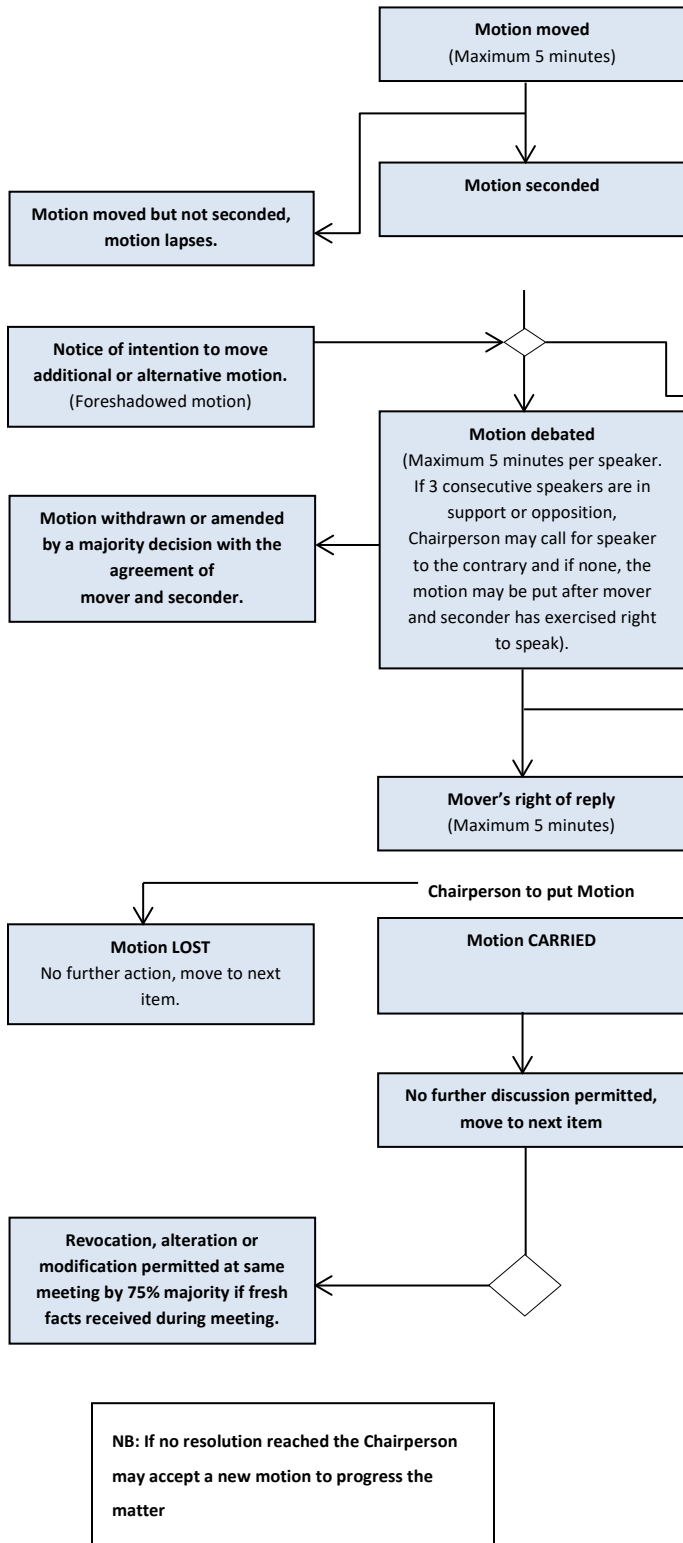 Motion moved
(Maximum 5 minutes)
Motion seconded
Motion moved but not seconded,
motion lapses.
Notice of intention to move
additional or alternative motion.
(Foreshadowed motion)
Motion debated
(Maximum 5 minutes per speaker.
If 3 consecutive speakers are in
support or opposition,
Chairperson may call for speaker
to the contrary and if none, the
motion may be put after mover
and seconder has exercised right
to speak).
Motion withdrawn or amended
by a majority decision with the
agreement of
mover and seconder.
Mover’s right of reply
(Maximum 5 minutes)
Chairperson to put Motion
Motion LOST
No further action, move to next
item.
Motion CARRIED
No further discussion permitted,
move to next item
Revocation, alteration or
modification permitted at same
meeting by 75% majority if fresh
facts received during meeting.
NB: If no resolution reached the Chairperson
may accept a new motion to progress the
matter